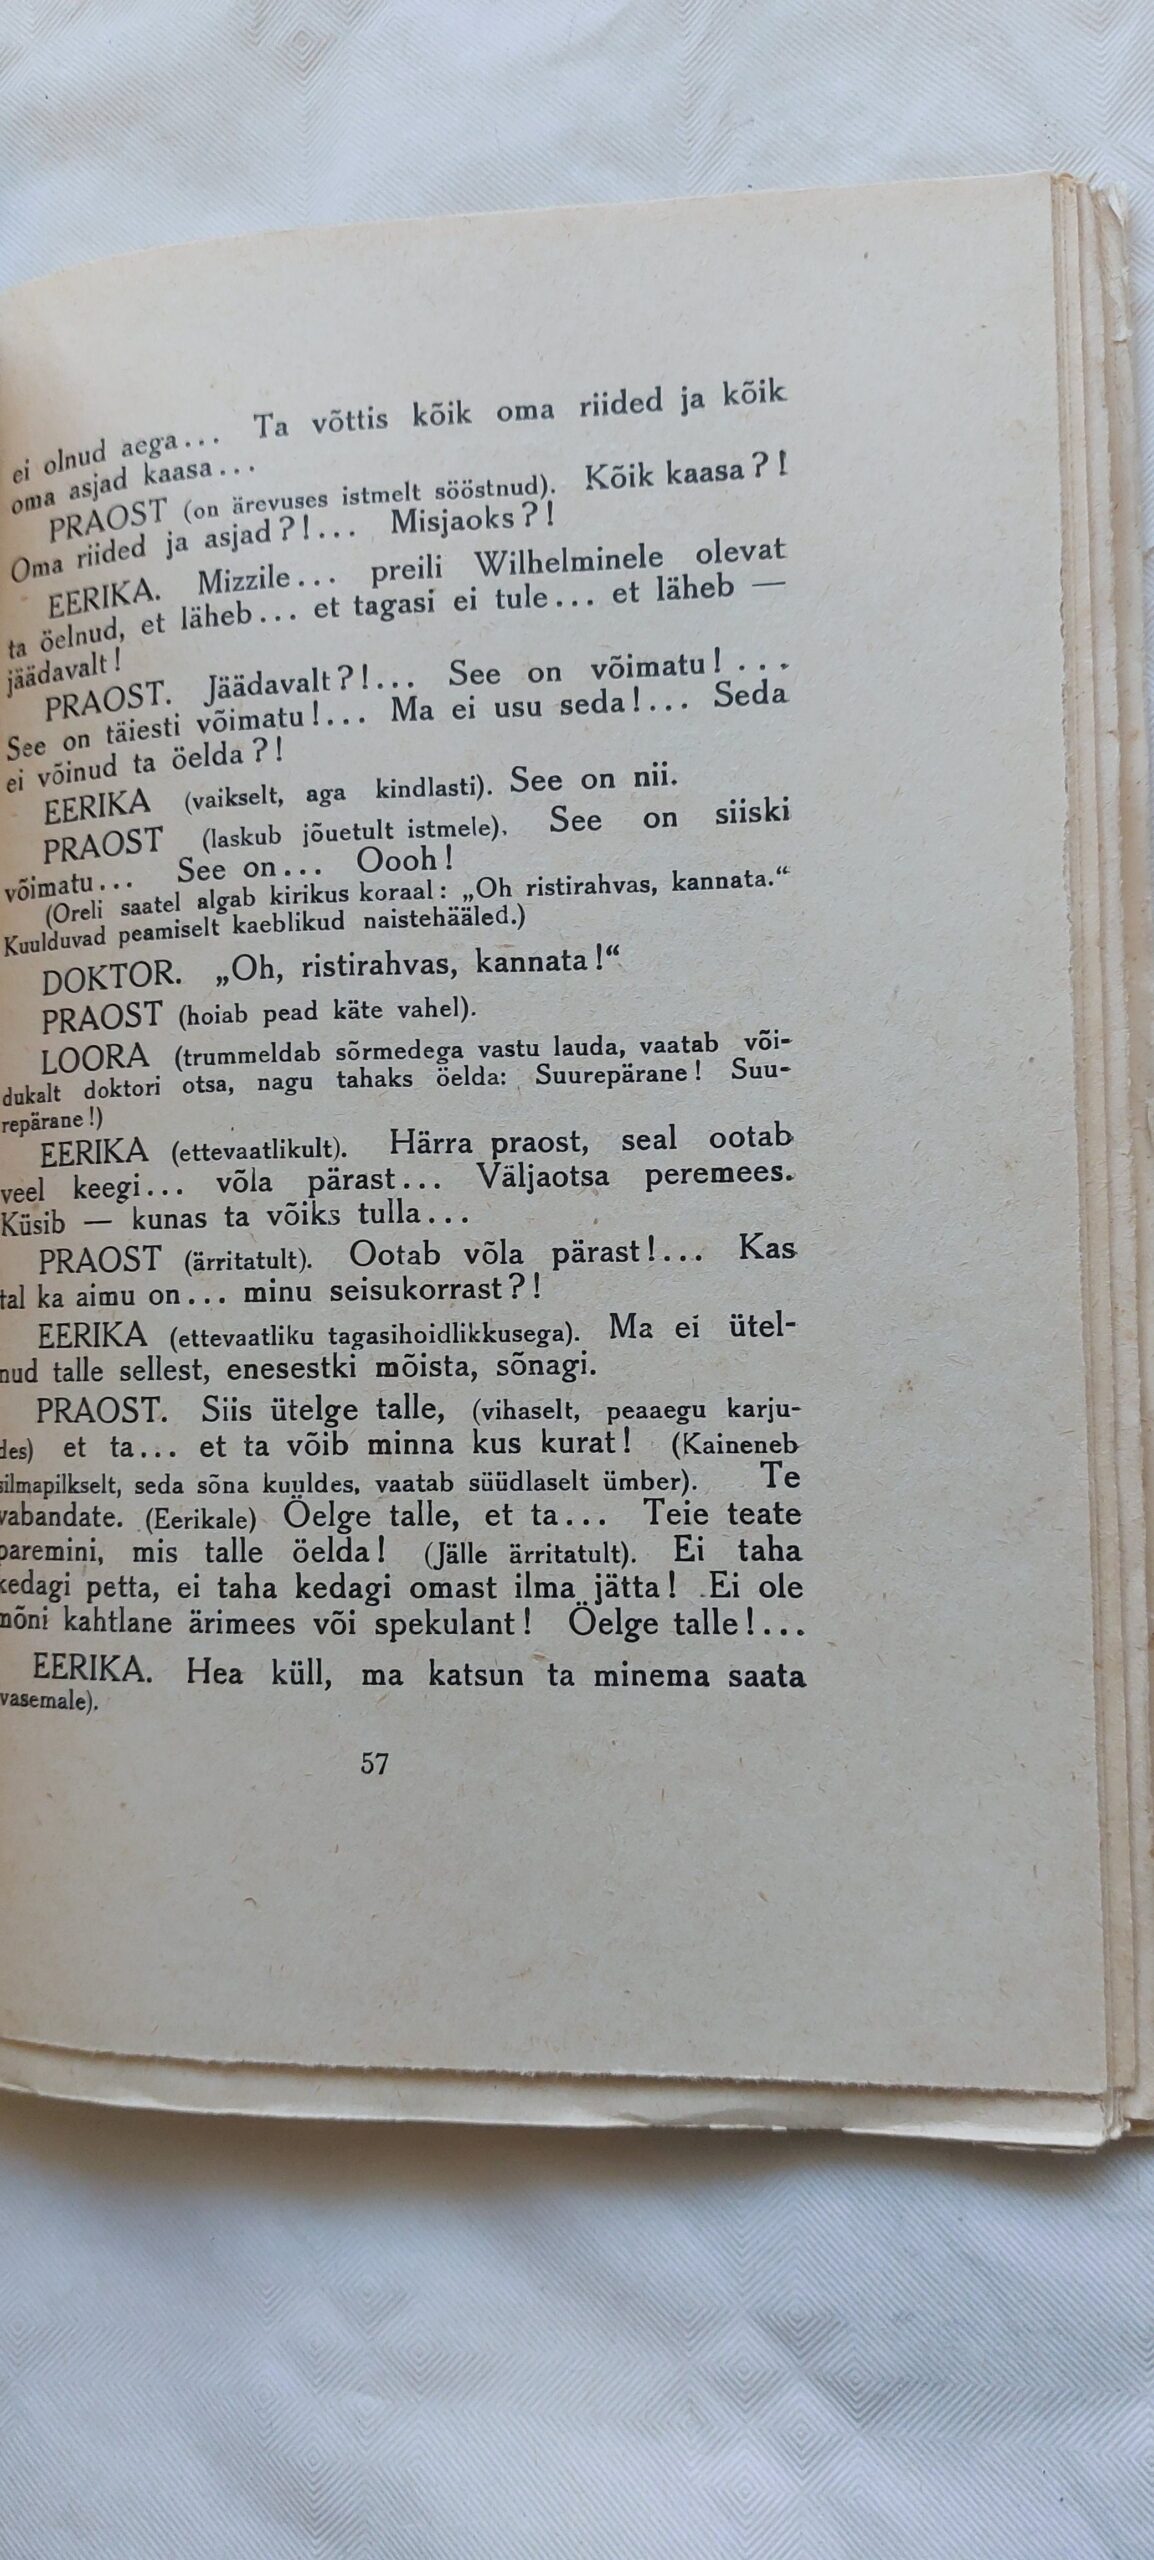 ei olnud aega... Ta võttis kõik oma riided ja kõik
oma asjad kaasa...
PRAOST (on ärevuses istmelt sööstnud). Kõik kaasa?!
Oma riided ja asjad?!... Misjaoks?!
EERIKA. Mizzile... preili Wilhelminele olevat
ta öelnud, et läheb... et tagasi ei tule... et läheb —
jäädavalt!
PRAOST. Jäädavalt?!... See on võimatu!...
See on täiesti võimatu!... Ma ei usu seda!... Seda
ei võinud ta öelda?!
EERIKA (vaikselt, aga kindlasti). See on nii.
PRAOST (laskub jõuetult istmele). See on siiski
võimatu... See on... Oooh!
(Oreli saatel algab kirikus koraal: „Oh ristirahvas, kannata.“
Kuulduvad peamiselt kaeblikud naistehääled.)
DOKTOR. „Oh, ristirahvas, kannata!“
PRAOST (hoiab pead käte vahel).
LOORA (trummeldab sõrmedega vastu lauda, vaatab või-
dukalt doktori otsa, nagu tahaks öelda: Suurepärane! Suu-
repärane!)
EERIKA (ettevaatlikult). Härra praost, seal ootab
veel keegi... võla pärast... Väljaotsa peremees.
Küsib — kunas ta võiks tulla...
PRAOST (ärritatult). Ootab võla pärast!... Kas
tal ka aimu on... minu seisukorrast?!
EERIKA (ettevaatliku tagasihoidlikkusega). Ma ei ütel-
nud talle sellest, enesestki mõista, sõnagi.
PRAOST. Siis ütelge talle, (vihaselt, peaaegu karju-
des) et ta... et ta võib minna kus kurat! (Kaineneb
silmapilkselt, seda sõna kuuldes, vaatab süüdlaselt ümber). Te
vabandate. (Eerikale) Öelge talle, et ta... Teie teate
paremini, mis talle öelda! (Jälle ärritatult). Ei taha
kedagi petta, ei taha kedagi omast ilma jätta! Ei ole
mõni kahtlane ärimees või spekulant! Öelge talle!...
EERIKA. Hea küll, ma katsun ta minema saata
vasemale).
57